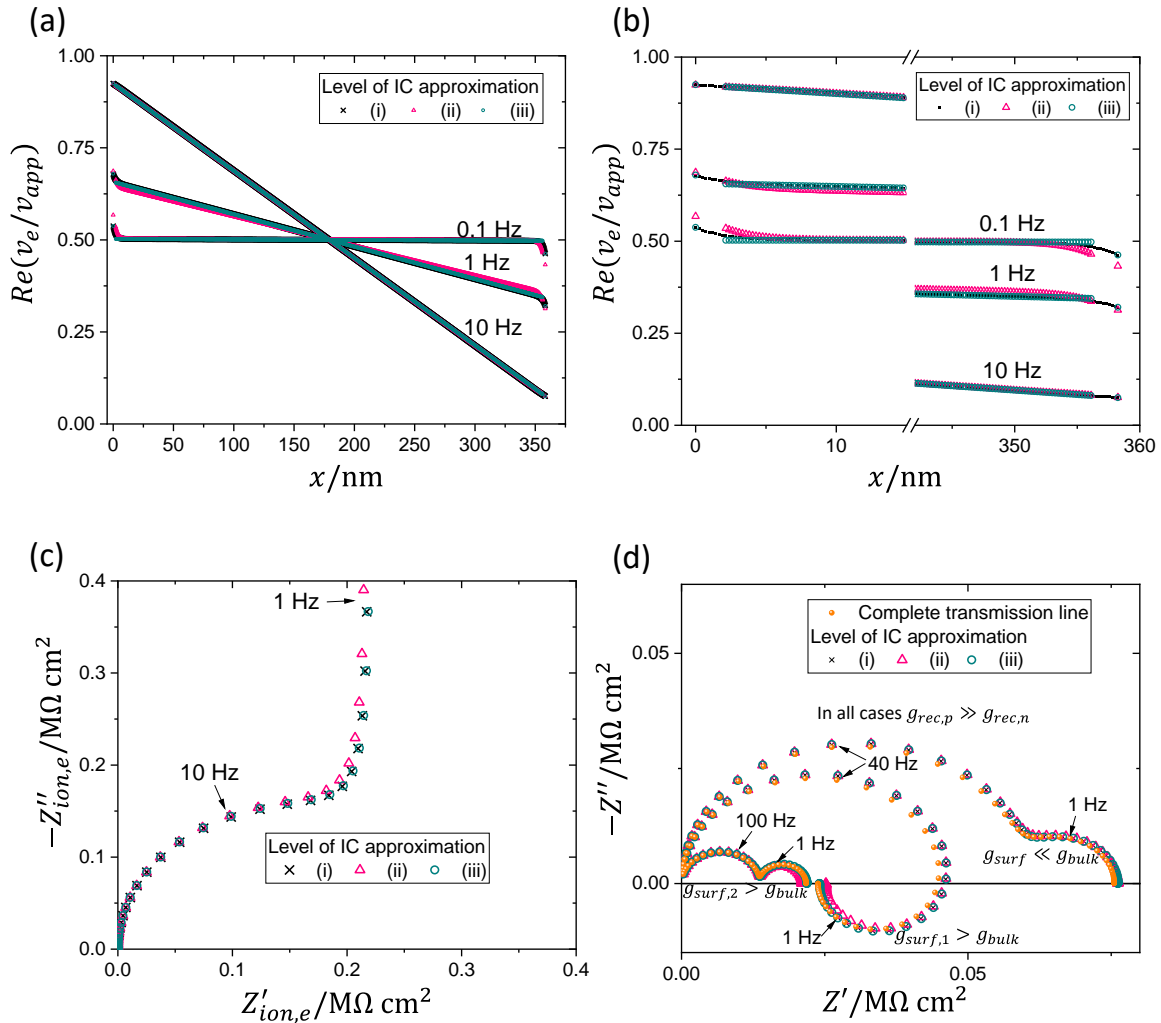 (a)
1.00
0.75
0.50
0.25
0.00
Re(v_e/v_app)
Level of IC approximation
(i) (ii) (iii)
0.1 Hz
1 Hz
10 Hz
0 50 100 150 200 250 300 350
x/nm
(b)
1.00
0.75
0.50
0.25
0.00
Re(v_e/v_app)
Level of IC approximation
(i) (ii) (iii)
0.1 Hz
1 Hz
10 Hz
0 10 350 360
x/nm
(c)
0.4
0.3
0.2
0.1
0.0
−Z''_ion,e/MΩ cm²
1 Hz
10 Hz
Level of IC approximation
(i) (ii) (iii)
0.0 0.1 0.2 0.3 0.4
Z'_ion,e/MΩ cm²
(d)
0.05
0.00
−Z''/MΩ cm²
Complete transmission line
Level of IC approximation
(i) (ii) (iii)
In all cases g_rec,p ≫ g_rec,n
40 Hz
100 Hz
1 Hz
1 Hz
g_surf ≪ g_bulk
g_surf,2 > g_bulk
1 Hz
g_surf,1 > g_bulk
0.00 0.05
Z'/MΩ cm²